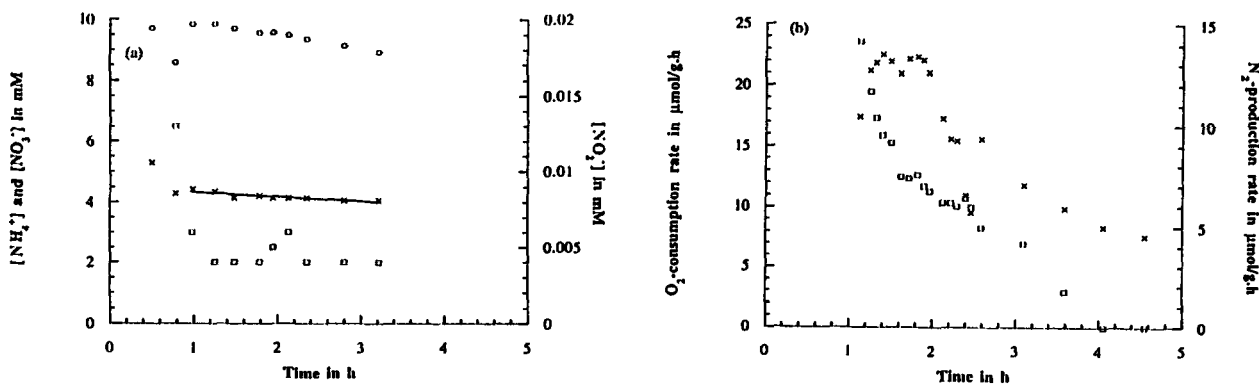 (a)
[NH4+] and [NO3-] in mM
10
8
6
4
2
0
0.02
0.015
0.01
0.005
0
[NO2-] in mM
0 1 2 3 4 5
Time in h
(b)
O2-consumption rate in µmol/g.h
25
20
15
10
5
0
15
10
5
0
N2-production rate in µmol/g.h
0 1 2 3 4 5
Time in h